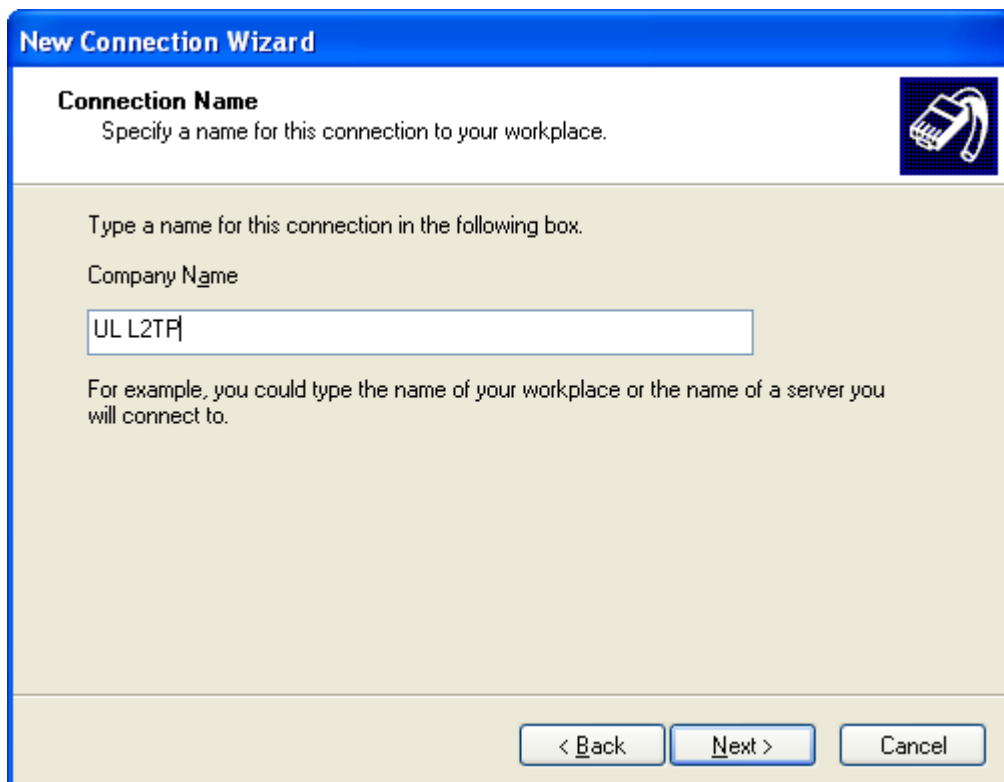 New Connection Wizard
Connection Name
Specify a name for this connection to your workplace.
Type a name for this connection in the following box.
Company Name
UL L2TP
For example, you could type the name of your workplace or the name of a server you
will connect to.
< Back Next > Cancel